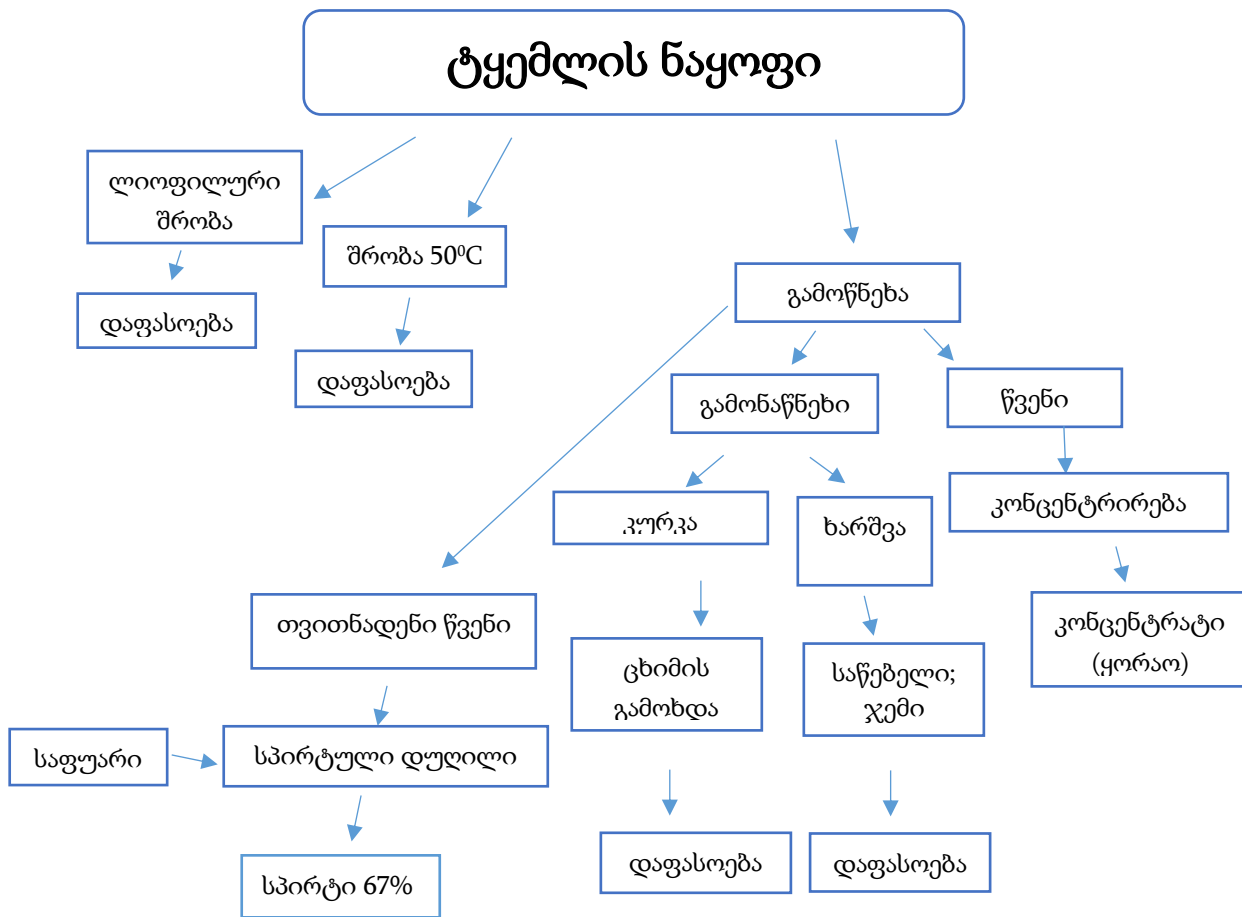 ტყემლის ნაყოფი
ლიოფილური
შრობა
შრობა 50⁰C
დაფასოება
დაფასოება
გამოწნეხა
გამონაწნეხი
წვენი
კურკა
ხარშვა
კონცენტრირება
თვითნადენი წვენი
ცხიმის
გამოხდა
საწებელი;
ჯემი
კონცენტრატი
(ყორაო)
საფუარი
სპირტული დუღილი
დაფასოება
დაფასოება
სპირტი 67%